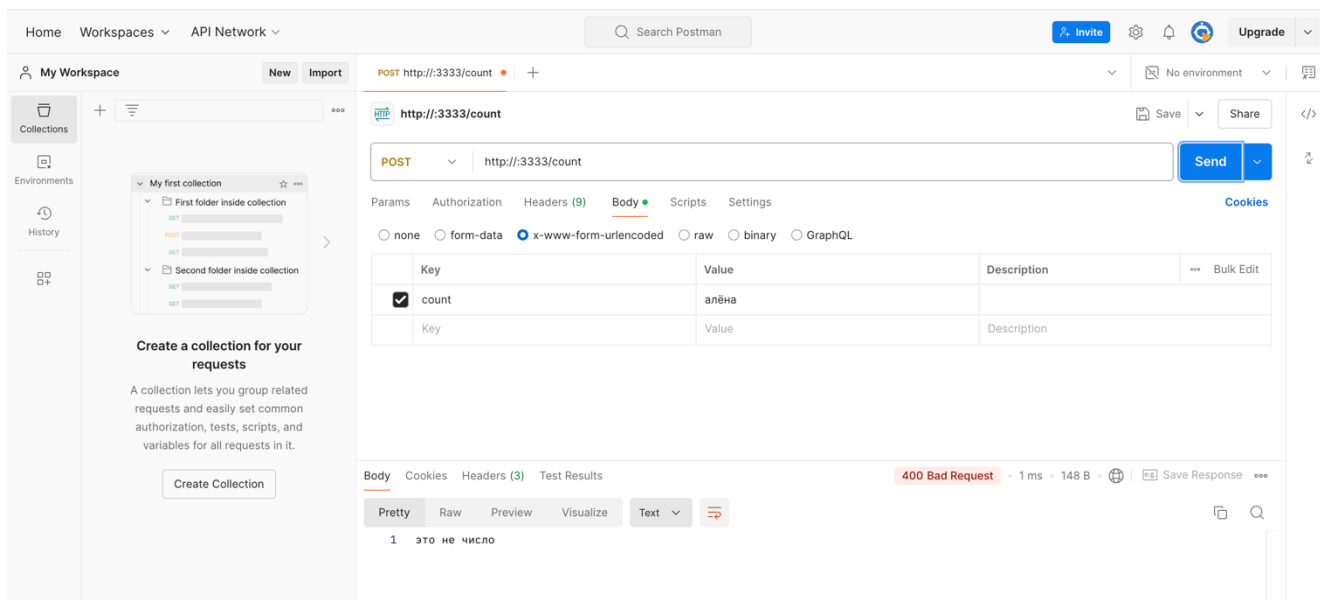 Home Workspaces API Network Search Postman Invite Upgrade
My Workspace New Import POST http://:3333/count No environment
Collections
Environments
History
My first collection
First folder inside collection
GET
POST
GET
Second folder inside collection
GET
GET
Create a collection for your
requests
A collection lets you group related
requests and easily set common
authorization, tests, scripts, and
variables for all requests in it.
Create Collection
HTTP http://:3333/count Save Share
POST http://:3333/count Send
Params Authorization Headers (9) Body Scripts Settings Cookies
none form-data x-www-form-urlencoded raw binary GraphQL
Key Value Description Bulk Edit
count алёна
Key Value Description
Body Cookies Headers (3) Test Results 400 Bad Request 1 ms 148 B e.g. Save Response
Pretty Raw Preview Visualize Text
1 это не число